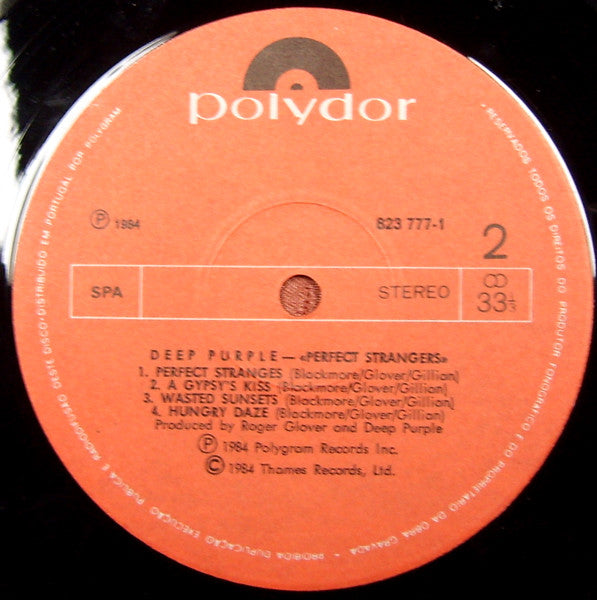 polydor
Ⓟ 1984
823 777-1
2
SPA
STEREO
33⅓
DEEP PURPLE — «PERFECT STRANGERS»
1. PERFECT STRANGES (Blackmore/Glover/Gillian)
2. A GYPSY'S KISS (Blackmore/Glover/Gillian)
3. WASTED SUNSETS (Blackmore/Glover/Gillian)
4. HUNGRY DAZE (Blackmore/Glover/Gillian)
Produced by Roger Glover and Deep Purple
Ⓟ 1984 Polygram Records Inc.
© 1984 Thames Records, Ltd.
• RESERVADOS TODOS OS DIREITOS DO PRODUTOR FONOGRÁFICO E DO PROPRIETÁRIO DA OBRA GRAVADA • PROIBIDA DUPLICAÇÃO EXECUÇÃO PÚBLICA E RADIODIFUSÃO DESTE DISCO • DISTRIBUIDO EM PORTUGAL POR POLYGRAM